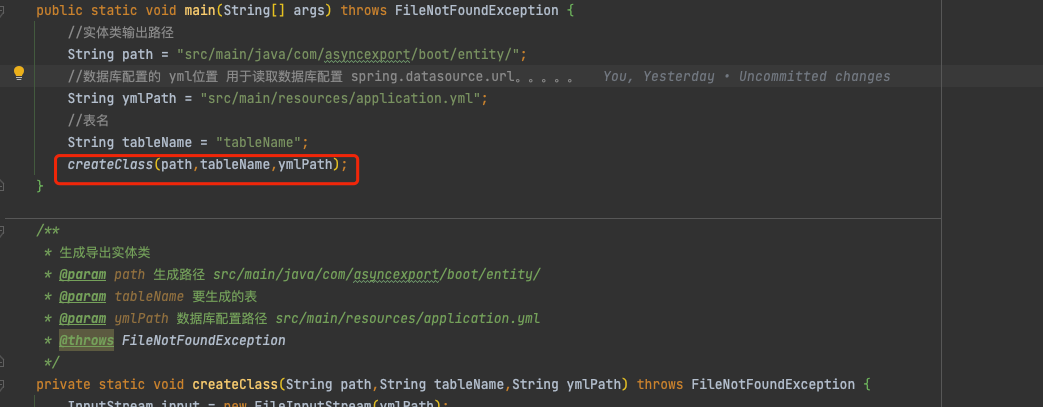 public static void main(String[] args) throws FileNotFoundException {
//实体类输出路径
String path = "src/main/java/com/asyncexport/boot/entity/";
//数据库配置的 yml位置 用于读取数据库配置 spring.datasource.url。。。。。 You, Yesterday • Uncommitted changes
String ymlPath = "src/main/resources/application.yml";
//表名
String tableName = "tableName";
createClass(path,tableName,ymlPath);
}
/**
* 生成导出实体类
* @param path 生成路径 src/main/java/com/asyncexport/boot/entity/
* @param tableName 要生成的表
* @param ymlPath 数据库配置路径 src/main/resources/application.yml
* @throws FileNotFoundException
*/
private static void createClass(String path,String tableName,String ymlPath) throws FileNotFoundException {
InputStream input = new FileInputStream(ymlPath);